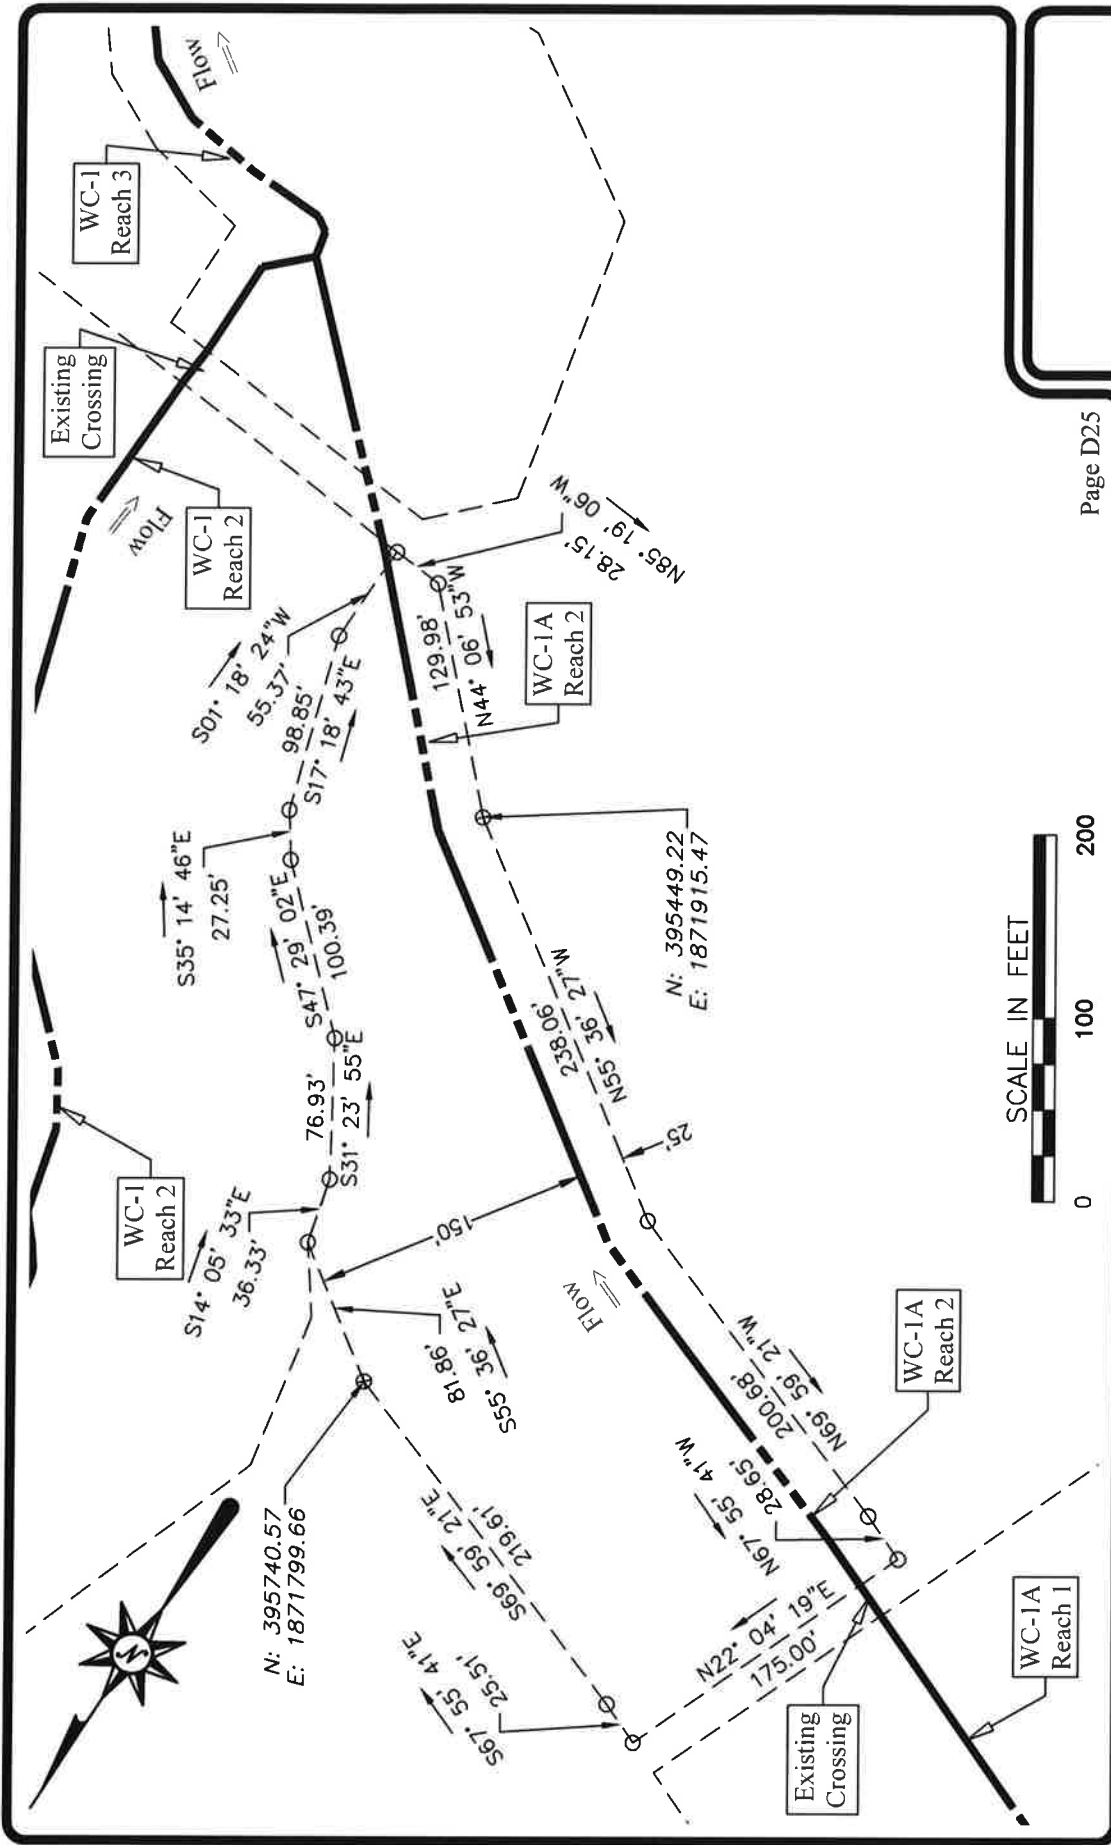 WC-1
Reach 3
Flow
Existing
Crossing
Flow
WC-1
Reach 2
S01° 18' 24"W
55.37'
98.85'
S17° 18' 43"E
S35° 14' 46"E
27.25'
S47° 29' 02"E
100.39'
76.93'
S31° 23' 55"E
WC-1
Reach 2
S14° 05' 33"E
36.33'
N85° 19' 06"W
28.15'
129.98'
N44° 06' 53"W
WC-1A
Reach 2
N: 395449.22
E: 1871915.47
238.06'
N55° 36' 27"W
25'
150'
Flow
81.86'
S55° 36' 27"E
N: 395740.57
E: 1871799.66
S69° 59' 21"E
219.61'
S67° 55' 41"E
25.51'
N67° 55' 41"W
28.65'
200.68'
N69° 59' 21"W
WC-1A
Reach 2
N22° 04' 19"E
175.00'
Existing
Crossing
WC-1A
Reach 1
N
SCALE IN FEET
0 100 200
Page D25